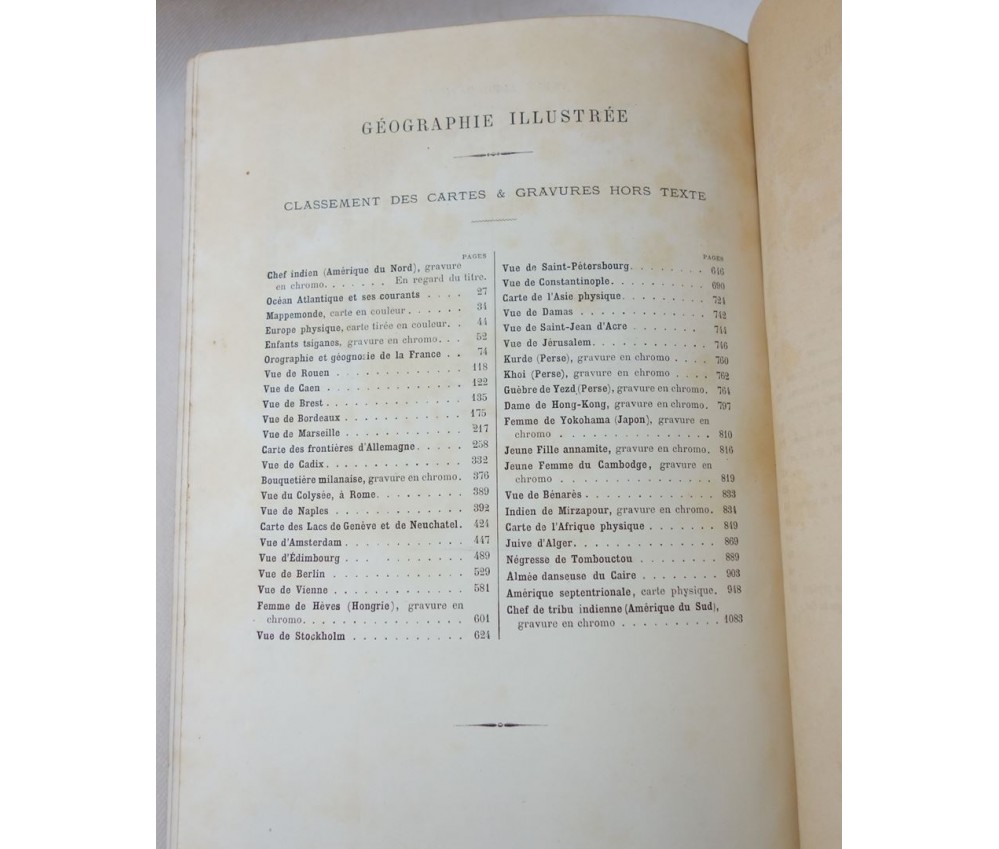 GÉOGRAPHIE ILLUSTRÉE
CLASSEMENT DES CARTES & GRAVURES HORS TEXTE
PAGES
Chef indien (Amérique du Nord), gravure
en chromo. . . . . . . En regard du titre.
Océan Atlantique et ses courants . . . . 27
Mappemonde, carte en couleur . . . . . . 34
Europe physique, carte tirée en couleur. . 44
Enfants tsiganes, gravure en chromo. . . 52
Orographie et géognosie de la France . . 74
Vue de Rouen . . . . . . . . . . . 118
Vue de Caen . . . . . . . . . . . . 122
Vue de Brest . . . . . . . . . . . . 135
Vue de Bordeaux . . . . . . . . . . 175
Vue de Marseille . . . . . . . . . . 217
Carte des frontières d'Allemagne. . . . . 258
Vue de Cadix. . . . . . . . . . . . 332
Bouquetière milanaise, gravure en chromo. 376
Vue du Colysée, à Rome. . . . . . . . 389
Vue de Naples . . . . . . . . . . . 392
Carte des Lacs de Genève et de Neuchatel. 424
Vue d'Amsterdam . . . . . . . . . . 447
Vue d'Édimbourg . . . . . . . . . . 489
Vue de Berlin . . . . . . . . . . . 529
Vue de Vienne . . . . . . . . . . . 581
Femme de Hèves (Hongrie), gravure en
chromo. . . . . . . . . . . . . . 601
Vue de Stockholm . . . . . . . . . . 624
PAGES
Vue de Saint-Pétersbourg. . . . . . . . 646
Vue de Constantinople. . . . . . . . . 690
Carte de l'Asie physique. . . . . . . . 724
Vue de Damas . . . . . . . . . . . 742
Vue de Saint-Jean d'Acre . . . . . . . 744
Vue de Jérusalem. . . . . . . . . . . 746
Kurde (Perse), gravure en chromo . . . . 760
Khoï (Perse), gravure en chromo . . . . 762
Guèbre de Yezd (Perse), gravure en chromo. 764
Dame de Hong-Kong, gravure en chromo. 797
Femme de Yokohama (Japon), gravure en
chromo . . . . . . . . . . . . . 810
Jeune Fille annamite, gravure en chromo. 816
Jeune Femme du Cambodge, gravure en
chromo . . . . . . . . . . . . . 819
Vue de Bénarès . . . . . . . . . . . 833
Indien de Mirzapour, gravure en chromo. 834
Carte de l'Afrique physique . . . . . . 849
Juive d'Alger. . . . . . . . . . . . 869
Négresse de Tombouctou . . . . . . . 889
Almée danseuse du Caire . . . . . . . 903
Amérique septentrionale, carte physique. 948
Chef de tribu indienne (Amérique du Sud),
gravure en chromo . . . . . . . . . . 1083